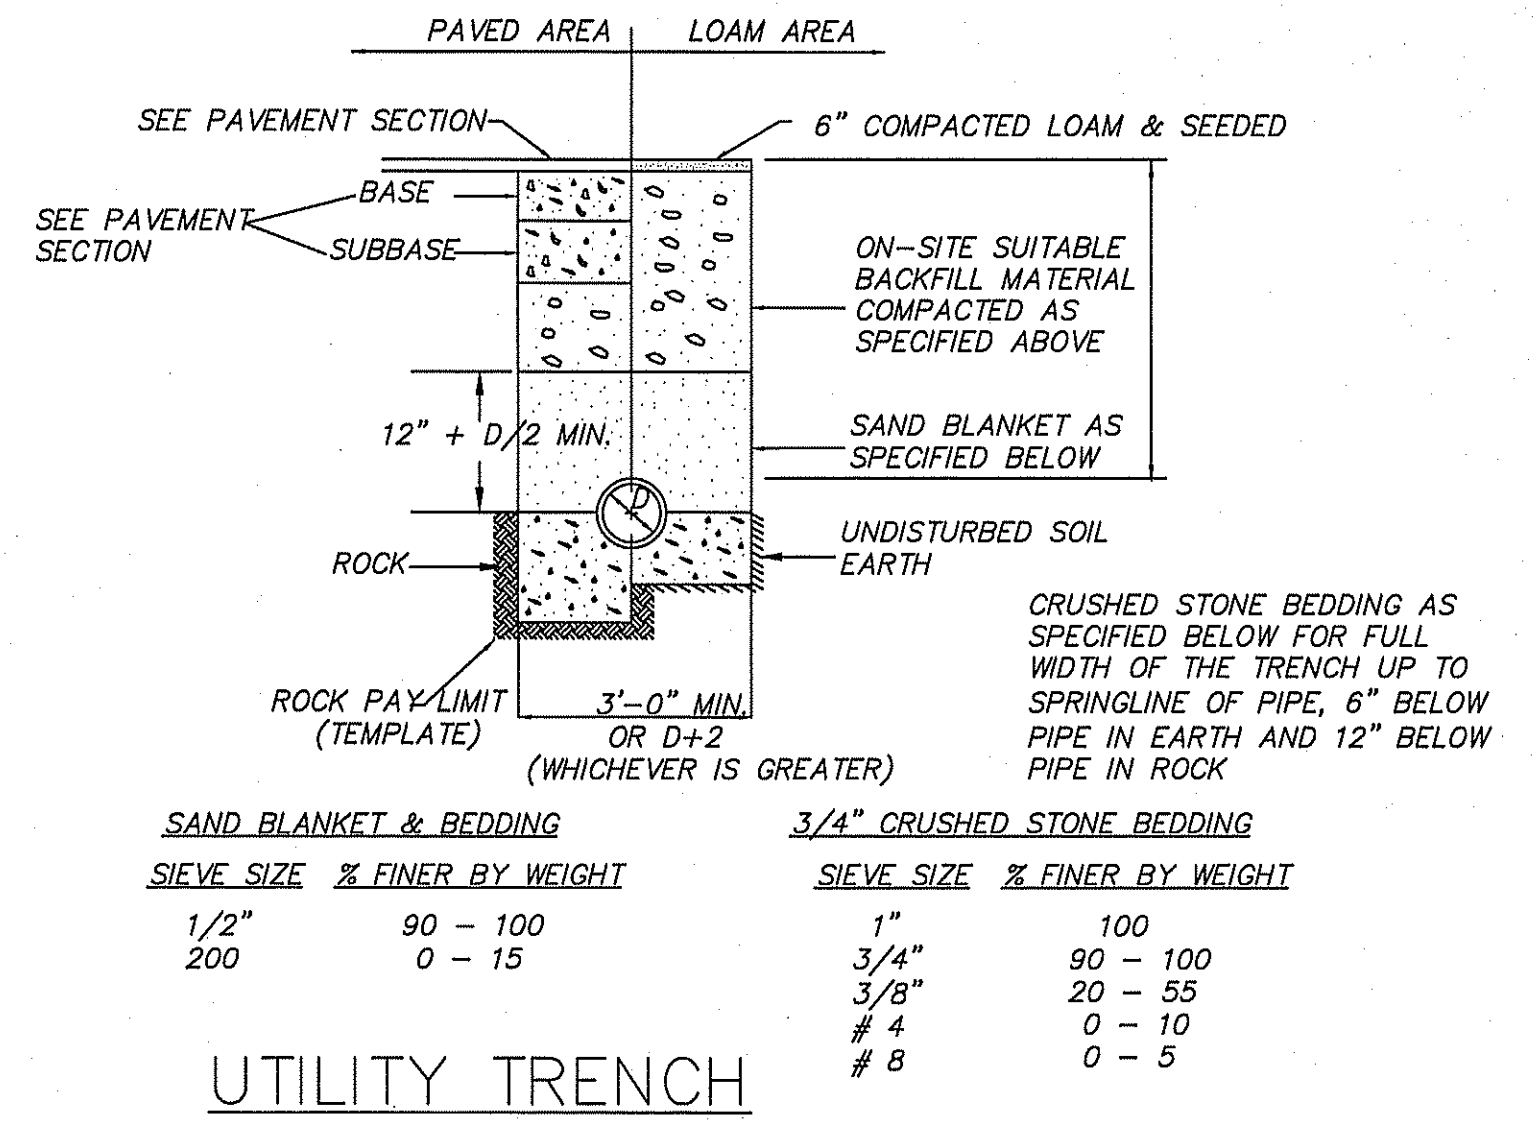 PAVED AREA
LOAM AREA
SEE PAVEMENT SECTION
6" COMPACTED LOAM & SEEDED
BASE
SEE PAVEMENT
SECTION
SUBBASE
ON-SITE SUITABLE
BACKFILL MATERIAL
COMPACTED AS
SPECIFIED ABOVE
12" + D/2 MIN.
SAND BLANKET AS
SPECIFIED BELOW
D
UNDISTURBED SOIL
EARTH
ROCK
CRUSHED STONE BEDDING AS
SPECIFIED BELOW FOR FULL
WIDTH OF THE TRENCH UP TO
SPRINGLINE OF PIPE, 6" BELOW
PIPE IN EARTH AND 12" BELOW
PIPE IN ROCK
ROCK PAY LIMIT
(TEMPLATE)
3'-0" MIN.
OR D+2
(WHICHEVER IS GREATER)
SAND BLANKET & BEDDING
SIEVE SIZE % FINER BY WEIGHT
1/2" 90 - 100
200 0 - 15
3/4" CRUSHED STONE BEDDING
SIEVE SIZE % FINER BY WEIGHT
1" 100
3/4" 90 - 100
3/8" 20 - 55
# 4 0 - 10
# 8 0 - 5
UTILITY TRENCH